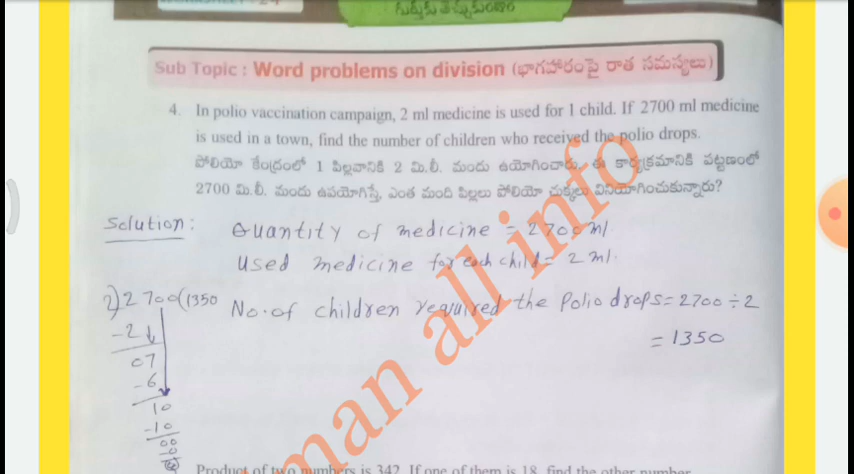 గుర్తుకు తెచ్చుకుందాం
Sub Topic : Word problems on division (భాగహారంపై రాత సమస్యలు)
4. In polio vaccination campaign, 2 ml medicine is used for 1 child. If 2700 ml medicine
is used in a town, find the number of children who received the polio drops.
పోలియో కేంద్రంలో 1 పిల్లవానికి 2 మి.లీ. మందు ఉయోగించారు. ఈ కార్యక్రమానికి పట్టణంలో
2700 మి.లీ. మందు ఉపయోగిస్తే, ఎంత మంది పిల్లలు పోలియో చుక్కలు వినియోగించుకున్నారు?
Solution : Quantity of medicine = 2700ml
Used medicine for each child = 2 ml.
2)2700(1350 No. of children required the Polio drops = 2700 ÷ 2
-2
= 1350
07
-6
10
-10
00
man all info
Product of two numbers is 342. If one of them is 18, find the other number.